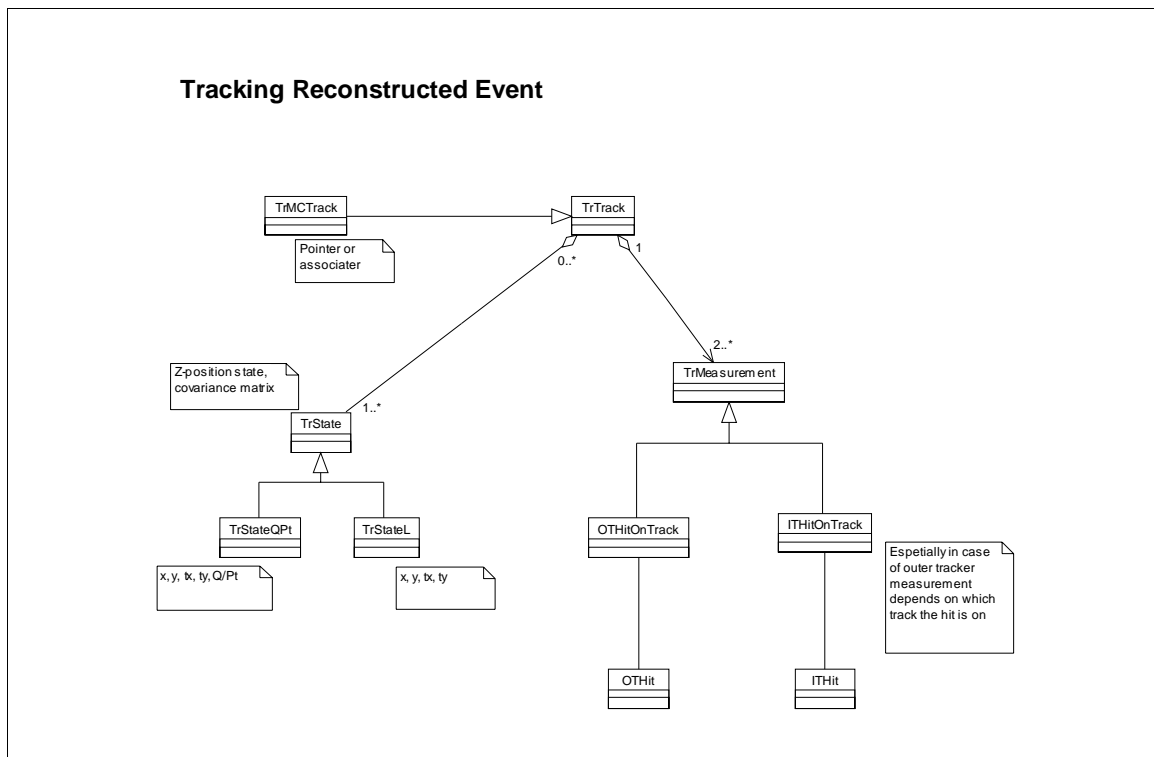 Tracking Reconstructed Event
TrMCTrack
TrTrack
Pointer or
associater
0..*
1
Z-position state,
covariance matrix
1..*
2..*
TrMeasurement
TrState
TrStateQPt
TrStateL
OTHitOnTrack
ITHitOnTrack
x, y, tx, ty, Q/Pt
x, y, tx, ty
Espetially in case
of outer tracker
measurement
depends on which
track the hit is on
OTHit
ITHit